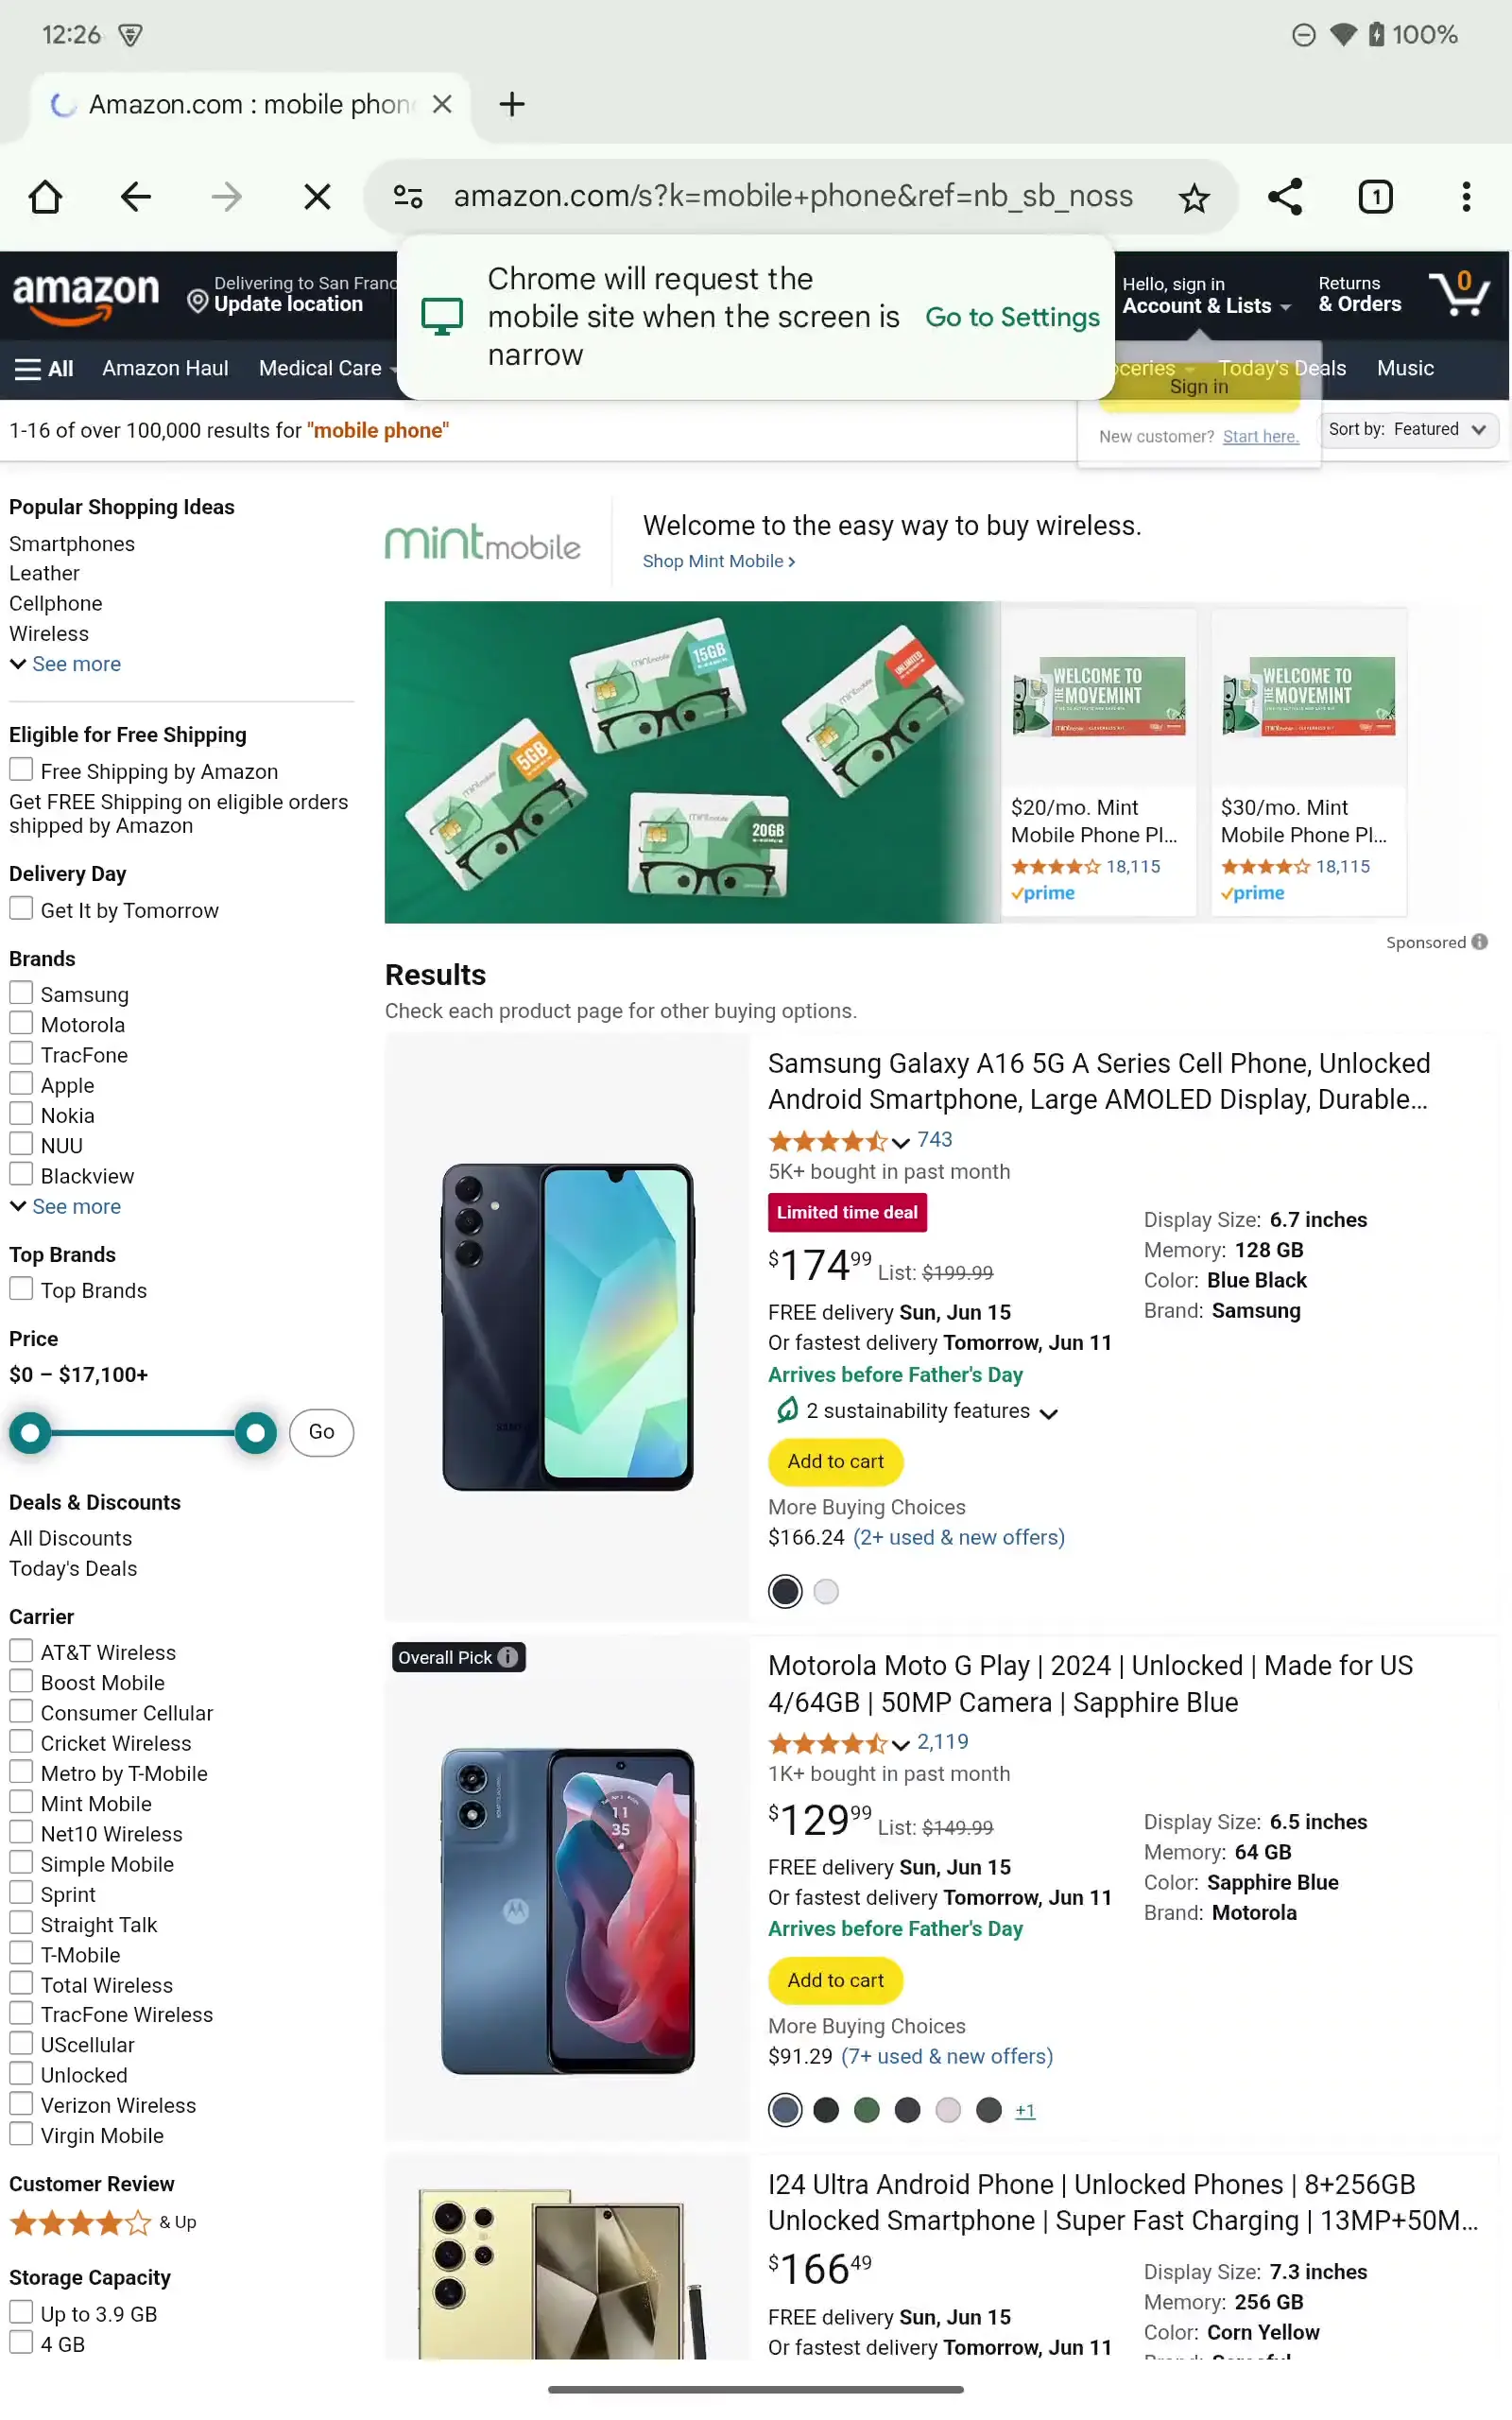 12:26
100%
Amazon.com : mobile phon
amazon.com/s?k=mobile+phone&ref=nb_sb_noss
1
Chrome will request the
mobile site when the screen is
narrow
Go to Settings
amazon
Delivering to San Franc
Update location
Hello, sign in
Account & Lists
Returns
& Orders
0
All
Amazon Haul
Medical Care
oceries
Today's Deals
Music
Sign in
New customer? Start here.
1-16 of over 100,000 results for "mobile phone"
Sort by: Featured
Popular Shopping Ideas
Smartphones
Leather
Cellphone
Wireless
See more
Eligible for Free Shipping
Free Shipping by Amazon
Get FREE Shipping on eligible orders
shipped by Amazon
Delivery Day
Get It by Tomorrow
Brands
Samsung
Motorola
TracFone
Apple
Nokia
NUU
Blackview
See more
Top Brands
Top Brands
Price
$0 – $17,100+
Go
Deals & Discounts
All Discounts
Today's Deals
Carrier
AT&T Wireless
Boost Mobile
Consumer Cellular
Cricket Wireless
Metro by T-Mobile
Mint Mobile
Net10 Wireless
Simple Mobile
Sprint
Straight Talk
T-Mobile
Total Wireless
TracFone Wireless
UScellular
Unlocked
Verizon Wireless
Virgin Mobile
Customer Review
& Up
Storage Capacity
Up to 3.9 GB
4 GB
mint mobile
Welcome to the easy way to buy wireless.
Shop Mint Mobile
15GB
UNLIMITED
5GB
20GB
WELCOME TO
THE MOVEMINT
$20/mo. Mint
Mobile Phone Pl...
18,115
prime
WELCOME TO
THE MOVEMINT
$30/mo. Mint
Mobile Phone Pl...
18,115
prime
Sponsored
Results
Check each product page for other buying options.
Samsung Galaxy A16 5G A Series Cell Phone, Unlocked
Android Smartphone, Large AMOLED Display, Durable...
743
5K+ bought in past month
Limited time deal
$174.99 List: $199.99
FREE delivery Sun, Jun 15
Or fastest delivery Tomorrow, Jun 11
Arrives before Father's Day
2 sustainability features
Add to cart
More Buying Choices
$166.24 (2+ used & new offers)
Display Size: 6.7 inches
Memory: 128 GB
Color: Blue Black
Brand: Samsung
Overall Pick
11
35
Motorola Moto G Play | 2024 | Unlocked | Made for US
4/64GB | 50MP Camera | Sapphire Blue
2,119
1K+ bought in past month
$129.99 List: $149.99
FREE delivery Sun, Jun 15
Or fastest delivery Tomorrow, Jun 11
Arrives before Father's Day
Add to cart
More Buying Choices
$91.29 (7+ used & new offers)
+1
Display Size: 6.5 inches
Memory: 64 GB
Color: Sapphire Blue
Brand: Motorola
I24 Ultra Android Phone | Unlocked Phones | 8+256GB
Unlocked Smartphone | Super Fast Charging | 13MP+50M...
$166.49
FREE delivery Sun, Jun 15
Or fastest delivery Tomorrow, Jun 11
Display Size: 7.3 inches
Memory: 256 GB
Color: Corn Yellow